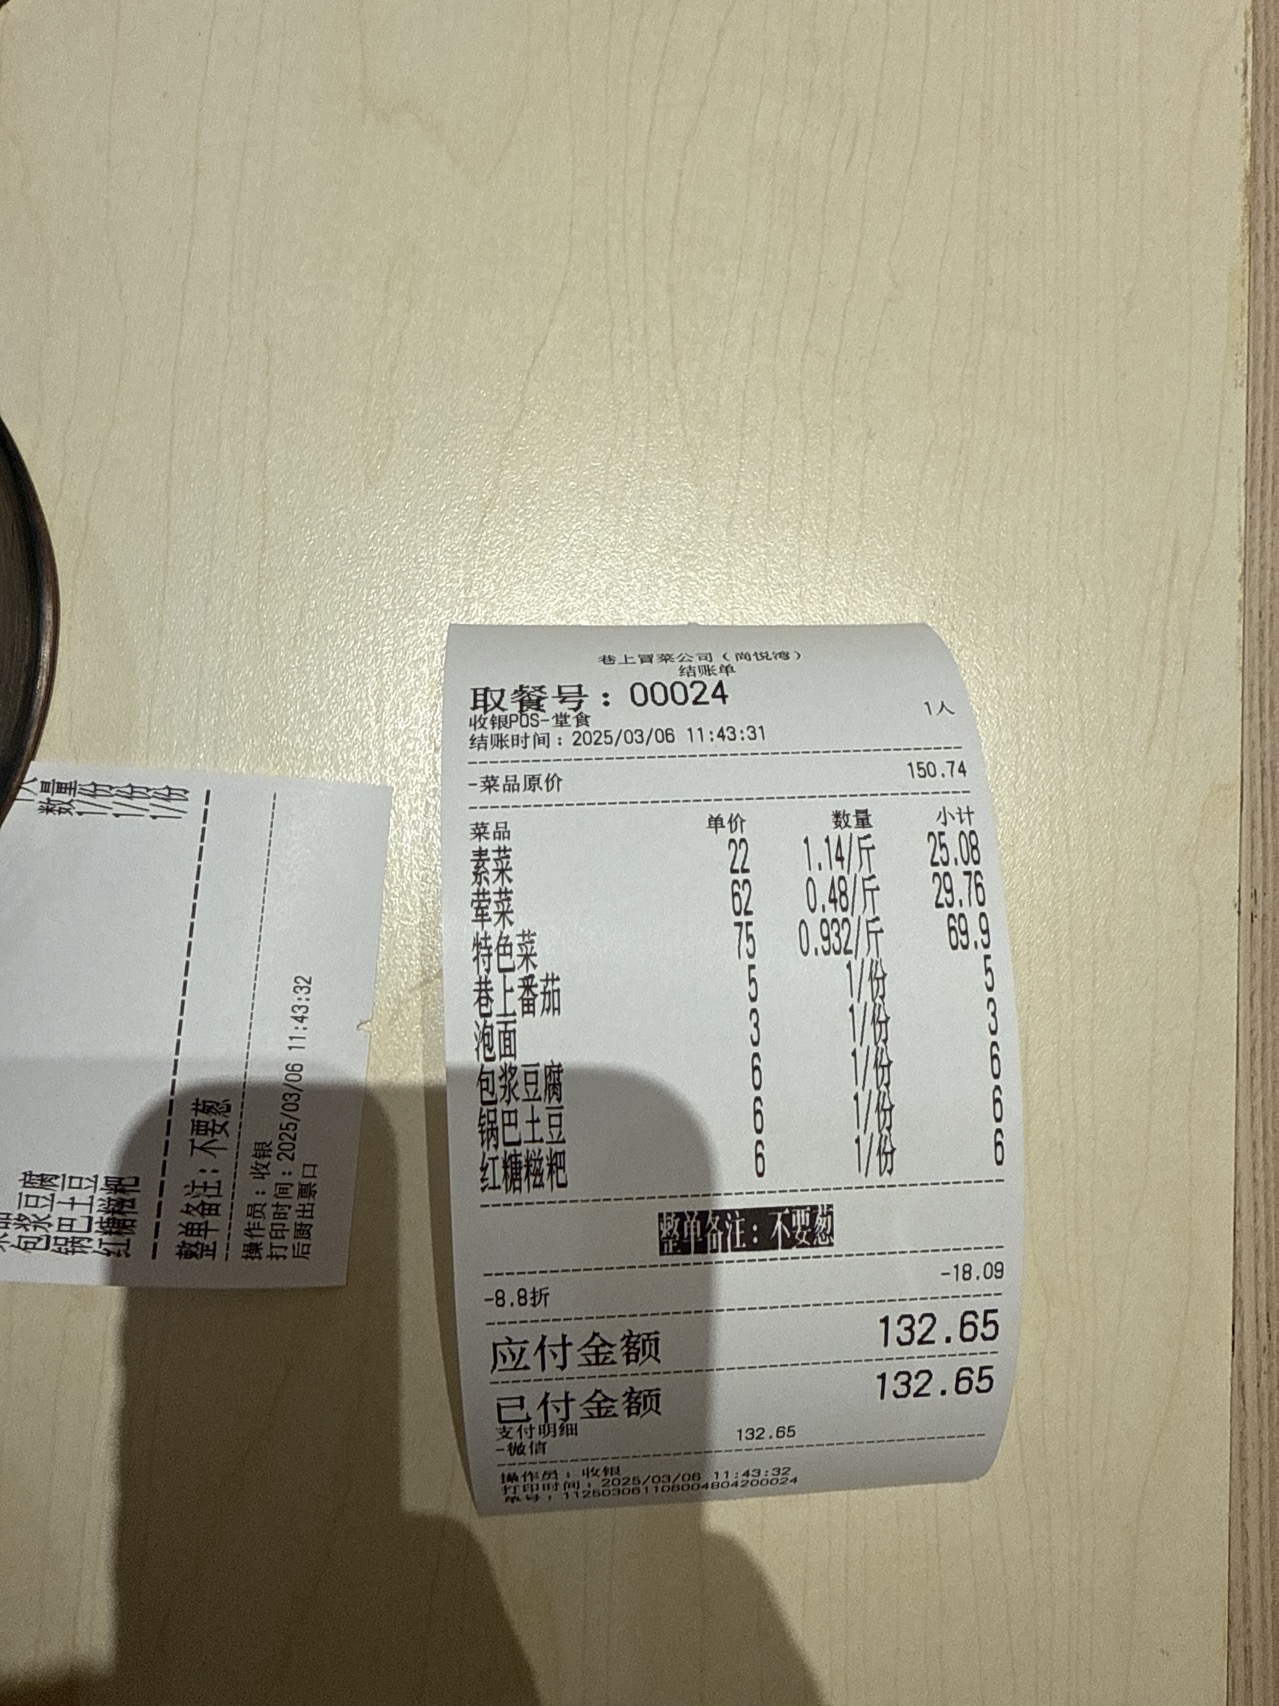 巷上冒菜公司（尚悦湾）
结账单
取餐号：00024
收银POS-堂食 1人
结账时间：2025/03/06 11:43:31
-菜品原价 150.74
菜品 单价 数量 小计
素菜 22 1.14/斤 25.08
荤菜 62 0.48/斤 29.76
特色菜 75 0.932/斤 69.9
巷上番茄 5 1/份 5
泡面 3 1/份 3
包浆豆腐 6 1/份 6
锅巴土豆 6 1/份 6
红糖糍粑 6 1/份 6
整单备注：不要葱
-8.8折 -18.09
应付金额 132.65
已付金额 132.65
支付明细
-微信 132.65
操作员：收银
打印时间：2025/03/06 11:43:32
单号：112503061108004804200024
数量
包浆豆腐 1/份
锅巴土豆 1/份
红糖糍粑 1/份
整单备注：不要葱
操作员：收银
打印时间：2025/03/06 11:43:32
后厨出票口